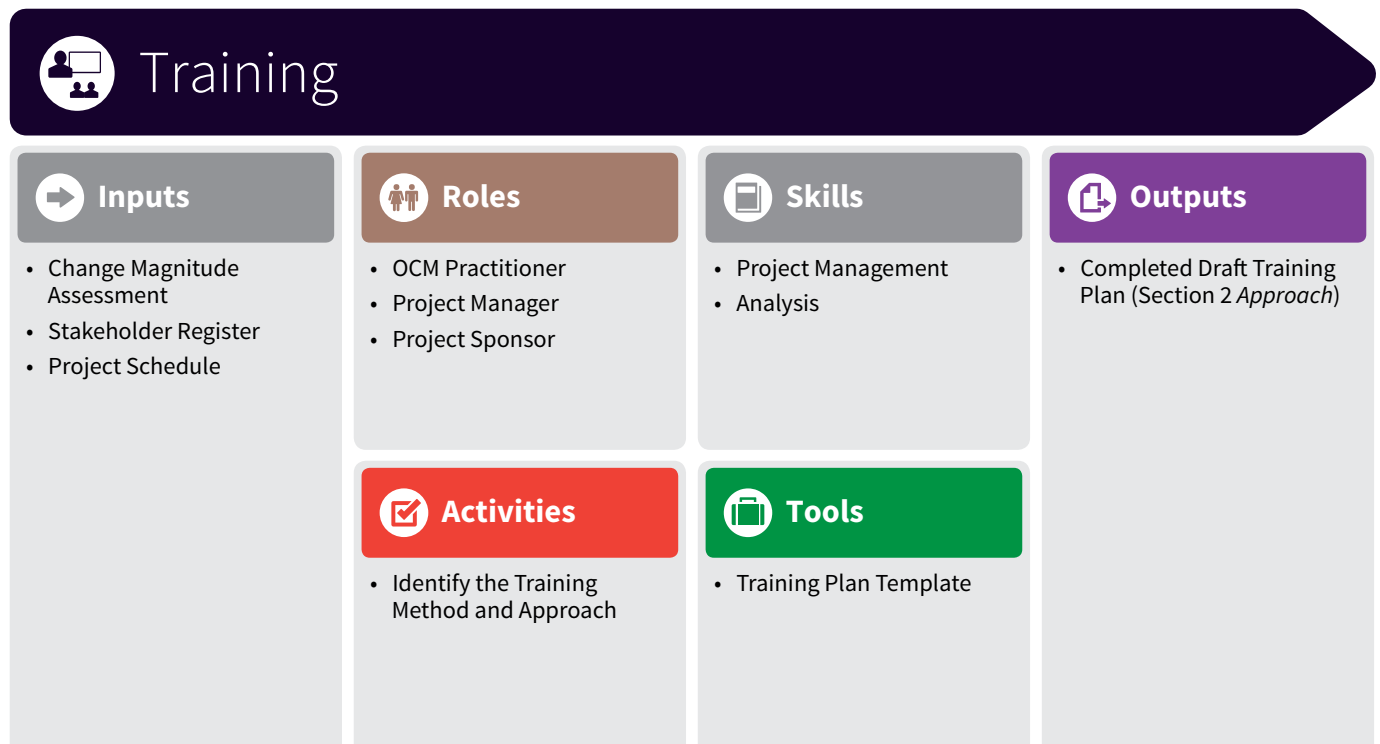 Training
Inputs
• Change Magnitude
Assessment
• Stakeholder Register
• Project Schedule
Roles
• OCM Practitioner
• Project Manager
• Project Sponsor
Skills
• Project Management
• Analysis
Outputs
• Completed Draft Training
Plan (Section 2 Approach)
Activities
• Identify the Training
Method and Approach
Tools
• Training Plan Template